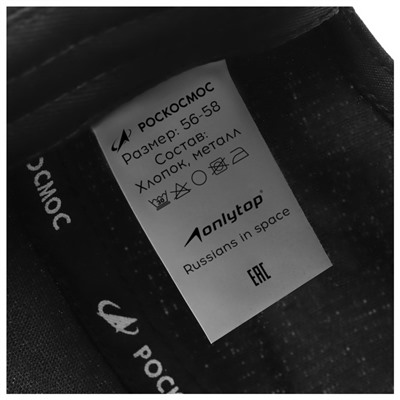 РОСКОСМОС
Размер: 56-58
Состав:
Хлопок, металл
onlytop
Russians in space
EAC
ОСМОС
РОСКОСМОС